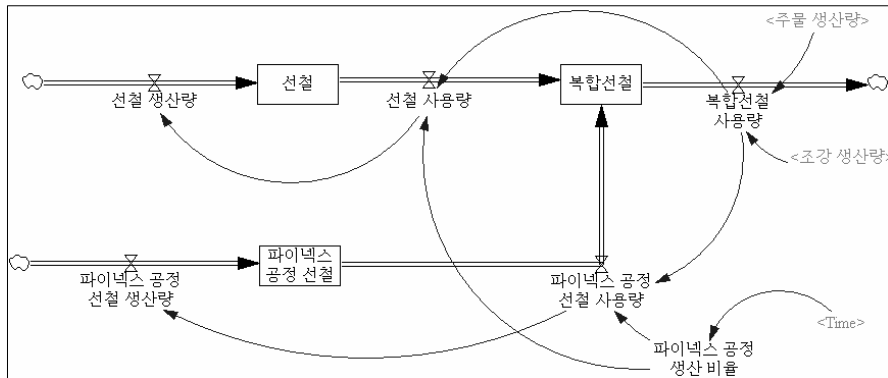 <주물 생산량>
선철
복합선철
선철 생산량
선철 사용량
복합선철
사용량
<조강 생산량>
파이넥스
공정 선철
파이넥스 공정
선철 생산량
파이넥스 공정
선철 사용량
<Time>
파이넥스 공정
생산 비율